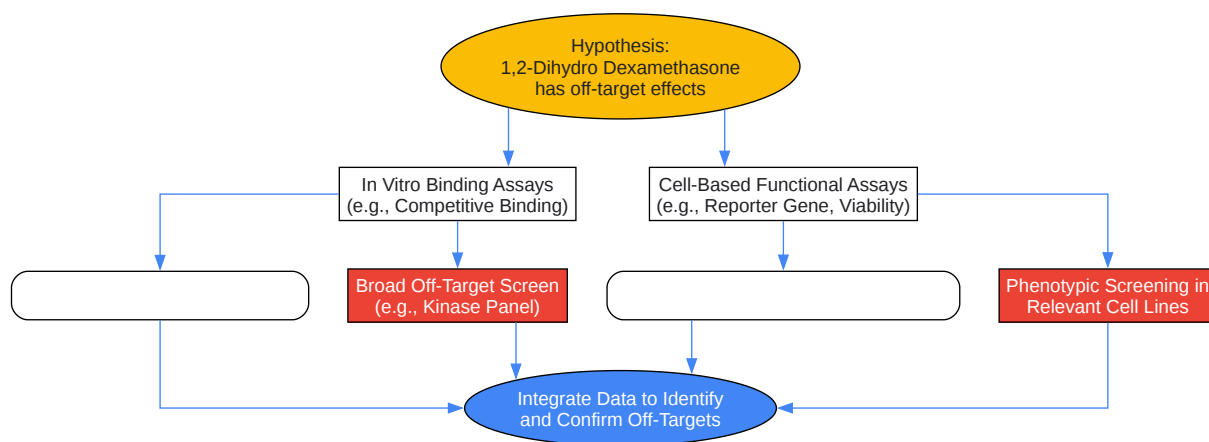 Hypothesis:
1,2-Dihydro Dexamethasone
has off-target effects
In Vitro Binding Assays
(e.g., Competitive Binding)
Cell-Based Functional Assays
(e.g., Reporter Gene, Viability)
Broad Off-Target Screen
(e.g., Kinase Panel)
Phenotypic Screening in
Relevant Cell Lines
Integrate Data to Identify
and Confirm Off-Targets